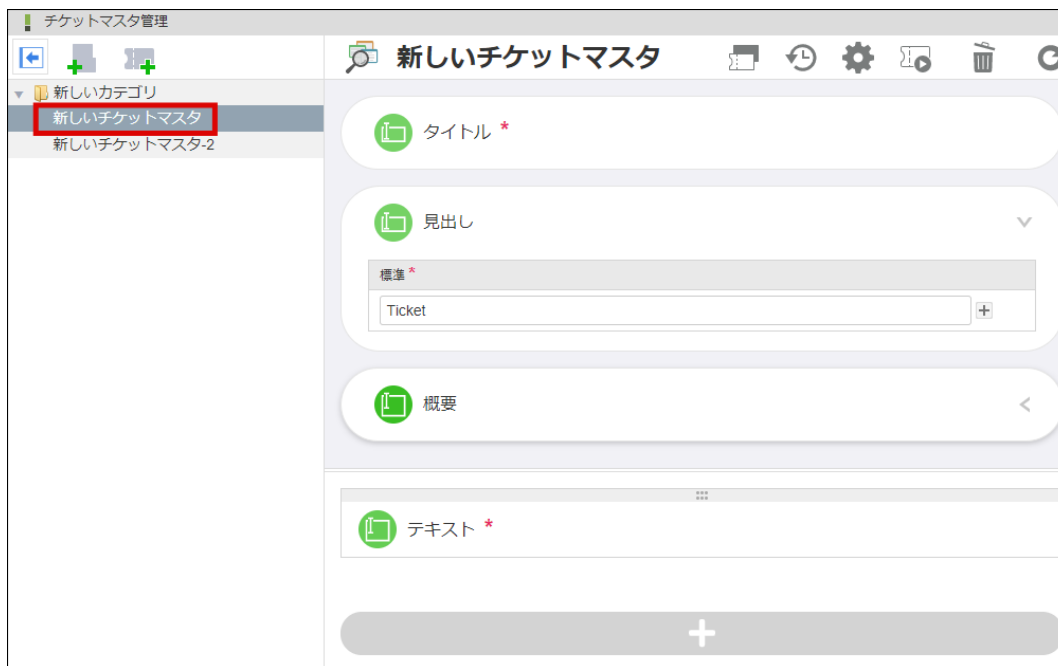 チケットマスタ管理
新しいチケットマスタ
新しいカテゴリ
新しいチケットマスタ
新しいチケットマスタ-2
タイトル *
見出し
標準 *
Ticket
概要
テキスト *